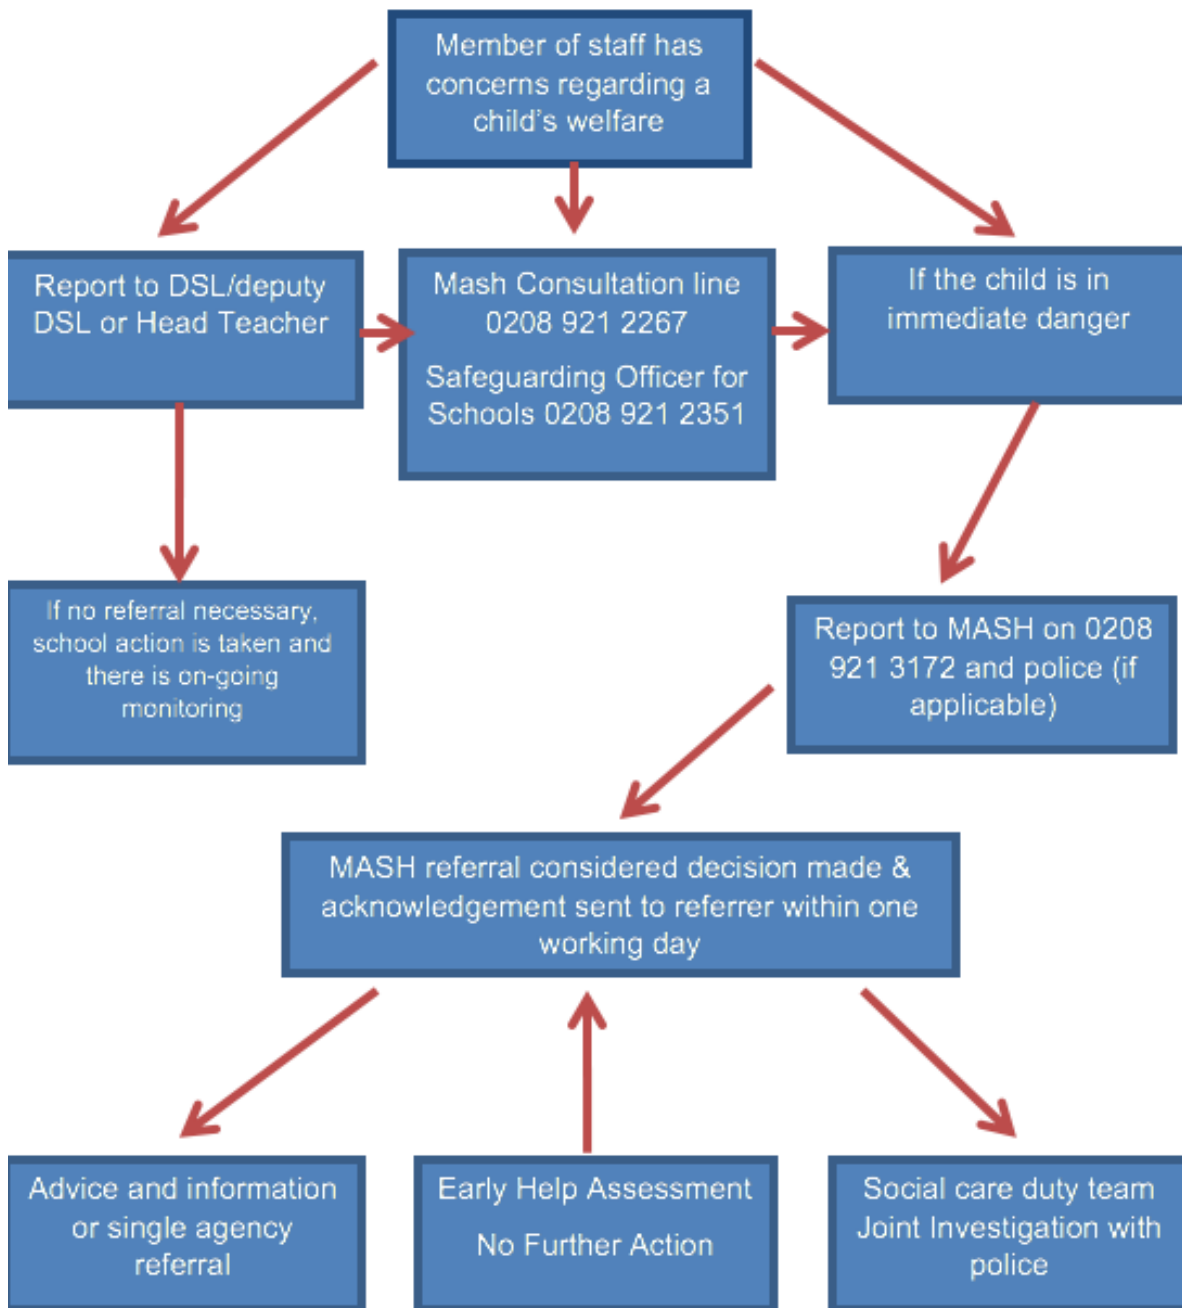 Member of staff has
concerns regarding a
child's welfare
Report to DSL/deputy
DSL or Head Teacher
Mash Consultation line
0208 921 2267
Safeguarding Officer for
Schools 0208 921 2351
If the child is in
immediate danger
If no referral necessary,
school action is taken and
there is on-going
monitoring
Report to MASH on 0208
921 3172 and police (if
applicable)
MASH referral considered decision made &
acknowledgement sent to referrer within one
working day
Advice and information
or single agency
referral
Early Help Assessment
No Further Action
Social care duty team
Joint Investigation with
police